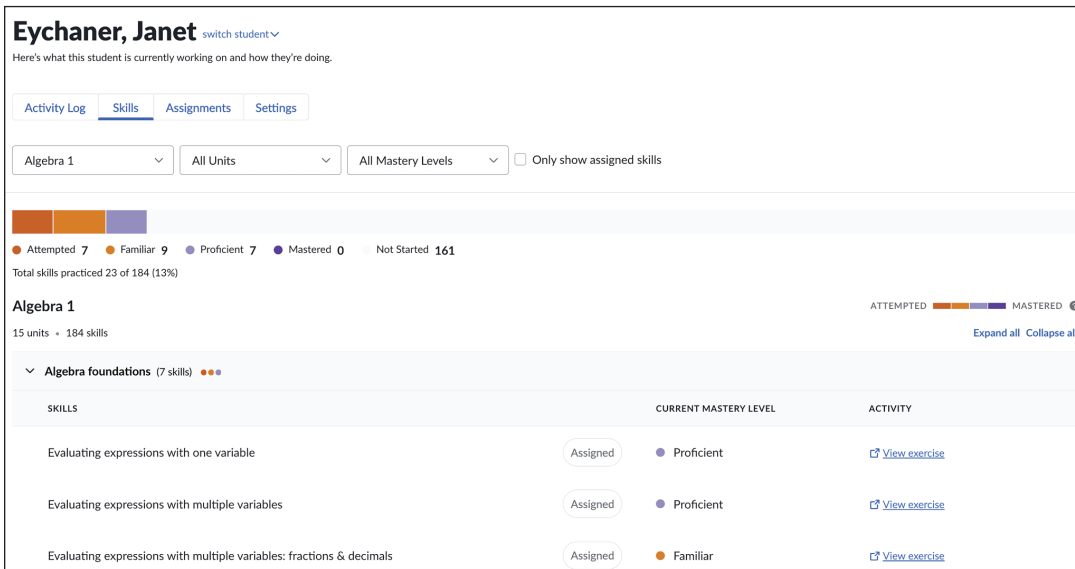 Eychaner, Janet switch student
Here's what this student is currently working on and how they're doing.
Activity Log Skills Assignments Settings
Algebra 1 All Units All Mastery Levels Only show assigned skills
Attempted 7 Familiar 9 Proficient 7 Mastered 0 Not Started 161
Total skills practiced 23 of 184 (13%)
Algebra 1 ATTEMPTED MASTERED
15 units • 184 skills Expand all Collapse al
Algebra foundations (7 skills)
SKILLS CURRENT MASTERY LEVEL ACTIVITY
Evaluating expressions with one variable Assigned Proficient View exercise
Evaluating expressions with multiple variables Assigned Proficient View exercise
Evaluating expressions with multiple variables: fractions & decimals Assigned Familiar View exercise